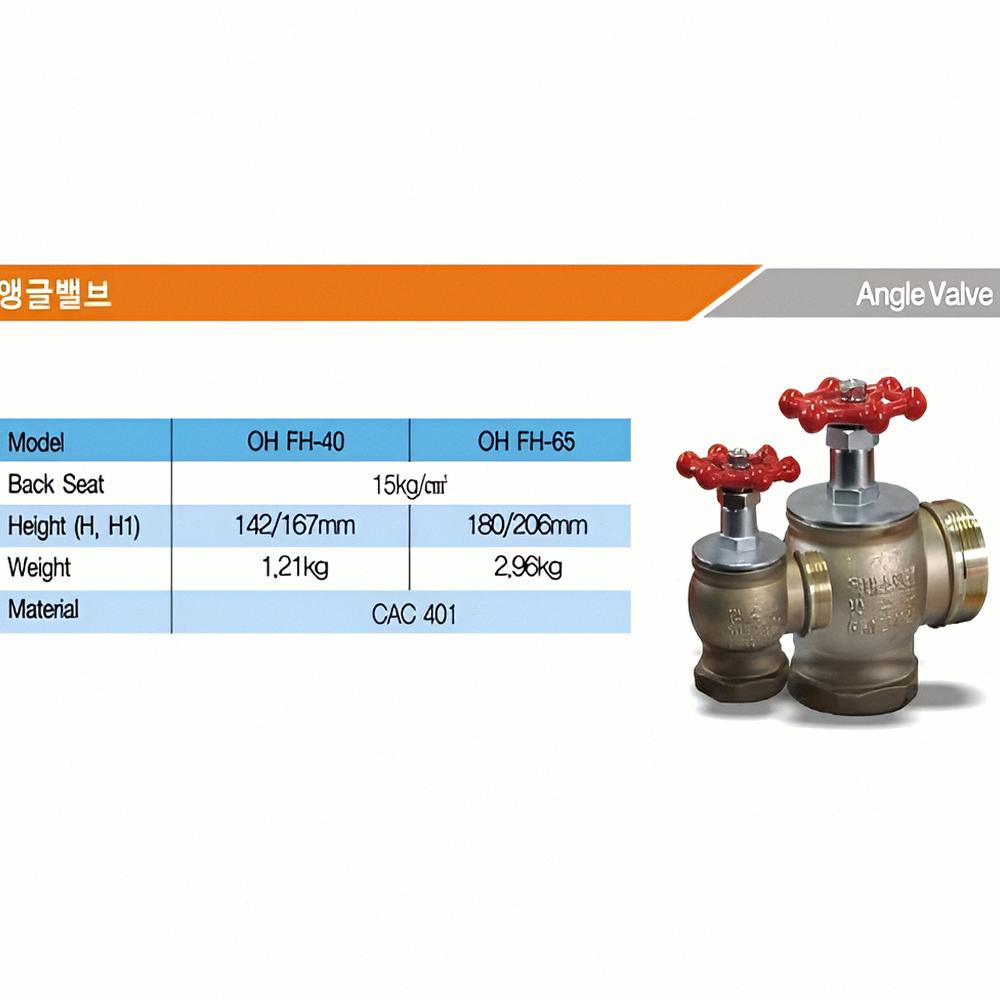 앵글밸브
Angle Valve
Model OH FH-40 OH FH-65
Back Seat 15kg/㎠
Height (H, H1) 142/167mm 180/206mm
Weight 1.21kg 2.96kg
Material CAC 401